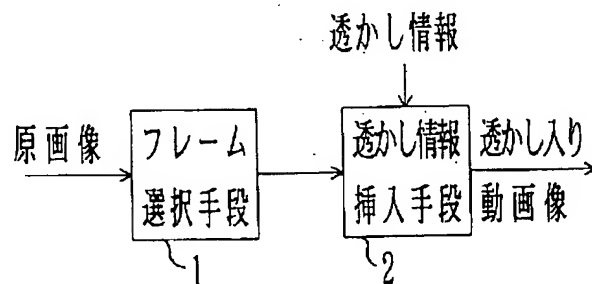 透かし情報
原画像
フレーム
選択手段
透かし情報
挿入手段
透かし入り
動画像
1
2